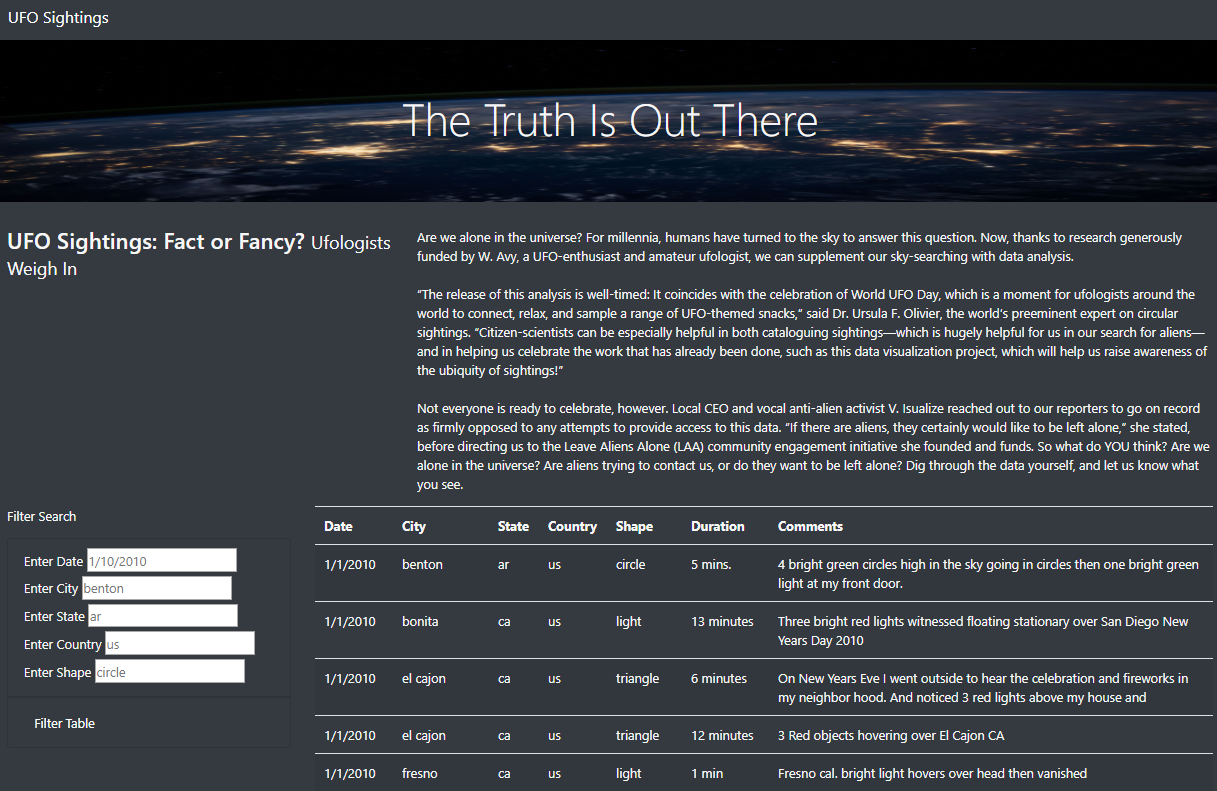 UFO Sightings
The Truth Is Out There
UFO Sightings: Fact or Fancy? Ufologists
Weigh In
Are we alone in the universe? For millennia, humans have turned to the sky to answer this question. Now, thanks to research generously
funded by W. Avy, a UFO-enthusiast and amateur ufologist, we can supplement our sky-searching with data analysis.
“The release of this analysis is well-timed: It coincides with the celebration of World UFO Day, which is a moment for ufologists around the
world to connect, relax, and sample a range of UFO-themed snacks,” said Dr. Ursula F. Olivier, the world's preeminent expert on circular
sightings. “Citizen-scientists can be especially helpful in both cataloguing sightings—which is hugely helpful for us in our search for aliens—
and in helping us celebrate the work that has already been done, such as this data visualization project, which will help us raise awareness of
the ubiquity of sightings!”
Not everyone is ready to celebrate, however. Local CEO and vocal anti-alien activist V. Isualize reached out to our reporters to go on record
as firmly opposed to any attempts to provide access to this data. “If there are aliens, they certainly would like to be left alone,” she stated,
before directing us to the Leave Aliens Alone (LAA) community engagement initiative she founded and funds. So what do YOU think? Are we
alone in the universe? Are aliens trying to contact us, or do they want to be left alone? Dig through the data yourself, and let us know what
you see.
Filter Search
Enter Date 1/10/2010
Enter City benton
Enter State ar
Enter Country us
Enter Shape circle
Filter Table
Date City State Country Shape Duration Comments
1/1/2010 benton ar us circle 5 mins. 4 bright green circles high in the sky going in circles then one bright green
light at my front door.
1/1/2010 bonita ca us light 13 minutes Three bright red lights witnessed floating stationary over San Diego New
Years Day 2010
1/1/2010 el cajon ca us triangle 6 minutes On New Years Eve I went outside to hear the celebration and fireworks in
my neighbor hood. And noticed 3 red lights above my house and
1/1/2010 el cajon ca us triangle 12 minutes 3 Red objects hovering over El Cajon CA
1/1/2010 fresno ca us light 1 min Fresno cal. bright light hovers over head then vanished